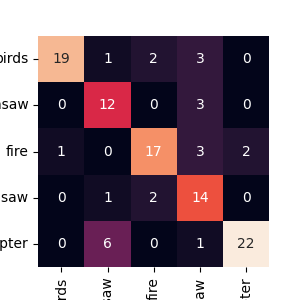 birds 19 1 2 3 0
saw 0 12 0 3 0
fire 1 0 17 3 2
saw 0 1 2 14 0
pter 0 6 0 1 22
rds saw fire aw ter